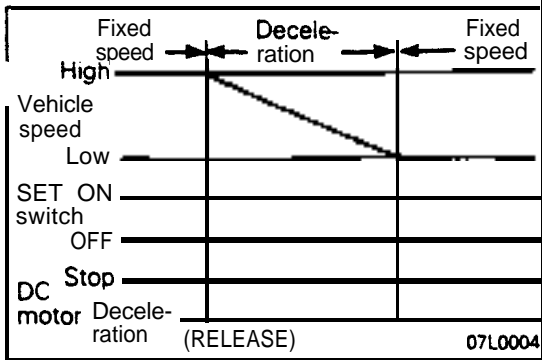 Fixed speed
Decele-
ration
Fixed speed
High
Vehicle speed
Low
SET ON
switch
OFF
Stop
DC motor
Decele-
ration
(RELEASE)
07L0004